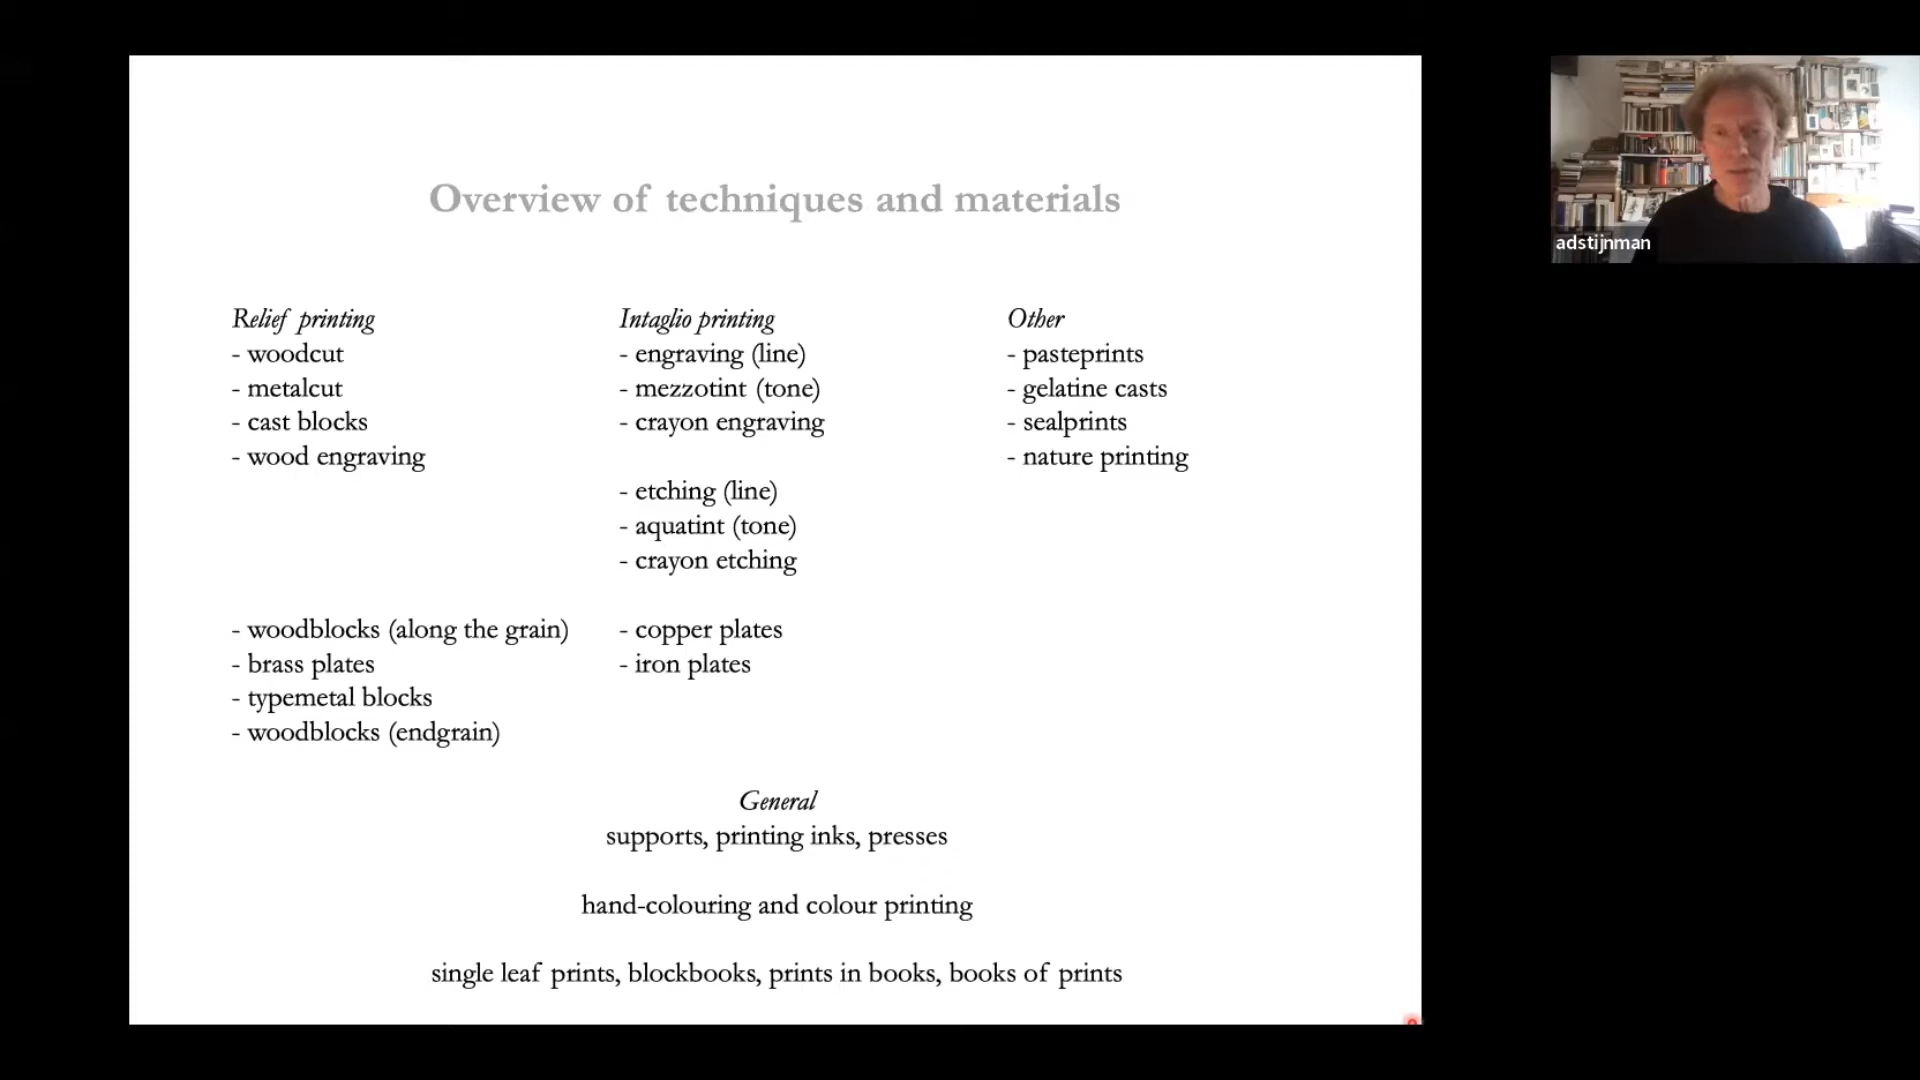 Overview of techniques and materials
Relief printing
- woodcut
- metalcut
- cast blocks
- wood engraving
- woodblocks (along the grain)
- brass plates
- typemetal blocks
- woodblocks (endgrain)
Intaglio printing
- engraving (line)
- mezzotint (tone)
- crayon engraving
- etching (line)
- aquatint (tone)
- crayon etching
- copper plates
- iron plates
Other
- pasteprints
- gelatine casts
- sealprints
- nature printing
General
supports, printing inks, presses
hand-colouring and colour printing
single leaf prints, blockbooks, prints in books, books of prints
adstijnman